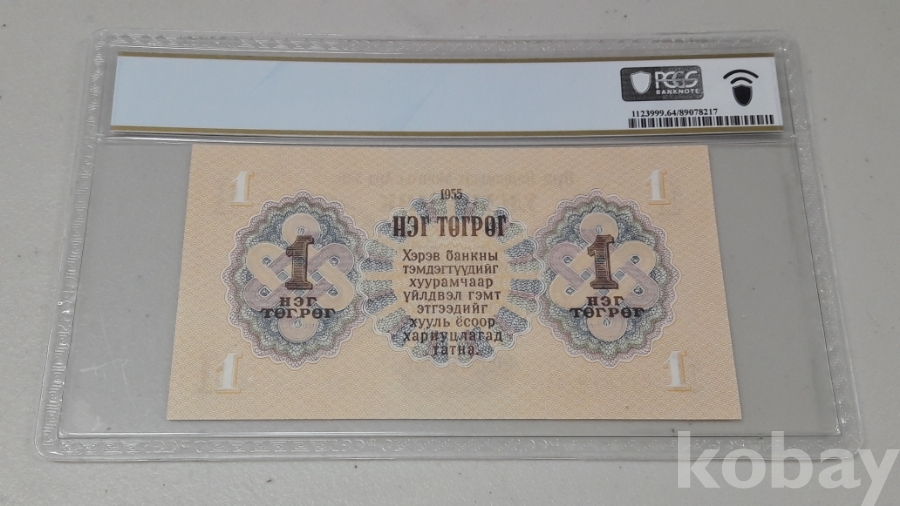 PCGS
BANKNOTE
1123999.64/89078217
1 1
1955
НЭГ ТӨГРӨГ
Хэрэв банкны
тэмдэгтүүдийг
хуурамчаар
үйлдвэл гэмт
этгээдийг
хууль ёсоор
хариуцлагад
татна.
1
НЭГ
ТӨГРӨГ
1
НЭГ
ТӨГРӨГ
1 1
kobay